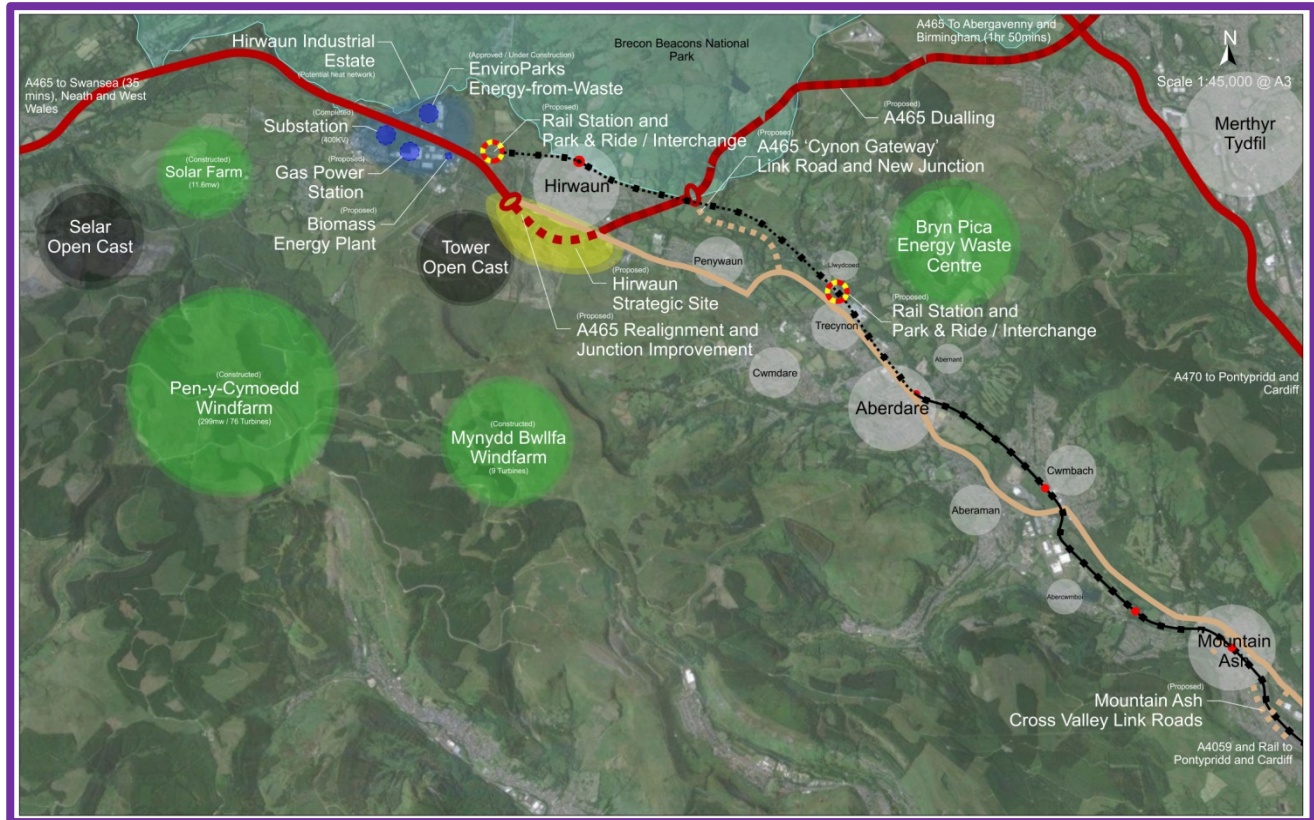 Hirwaun Industrial
Estate
(Potential heat network)
(Approved / Under Construction)
EnviroParks
Energy-from-Waste
Brecon Beacons National
Park
A465 To Abergavenny and
Birmingham (1hr 50mins)
N
Scale 1:45,000 @ A3
A465 to Swansea (35
mins), Neath and West
Wales
(Completed)
Substation
(400KV)
(Proposed)
Rail Station and
Park & Ride / Interchange
(Proposed)
A465 Dualling
Merthyr
Tydfil
(Constructed)
Solar Farm
(11.6mw)
(Proposed)
Gas Power
Station
Hirwaun
(Proposed)
A465 'Cynon Gateway'
Link Road and New Junction
(Proposed)
Biomass
Energy Plant
Selar
Open Cast
Tower
Open Cast
Penywaun
Llwydcoed
Bryn Pica
Energy Waste
Centre
(Proposed)
Hirwaun
Strategic Site
(Proposed)
Rail Station and
Park & Ride / Interchange
(Proposed)
A465 Realignment and
Junction Improvement
Trecynon
Cwmdare
Abernant
A470 to Pontypridd and
Cardiff
(Constructed)
Pen-y-Cymoedd
Windfarm
(299mw / 76 Turbines)
(Constructed)
Mynydd Bwllfa
Windfarm
(9 Turbines)
Aberdare
Cwmbach
Aberaman
Abercwmboi
Mountain
Ash
(Proposed)
Mountain Ash
Cross Valley Link Roads
A4059 and Rail to
Pontypridd and Cardiff